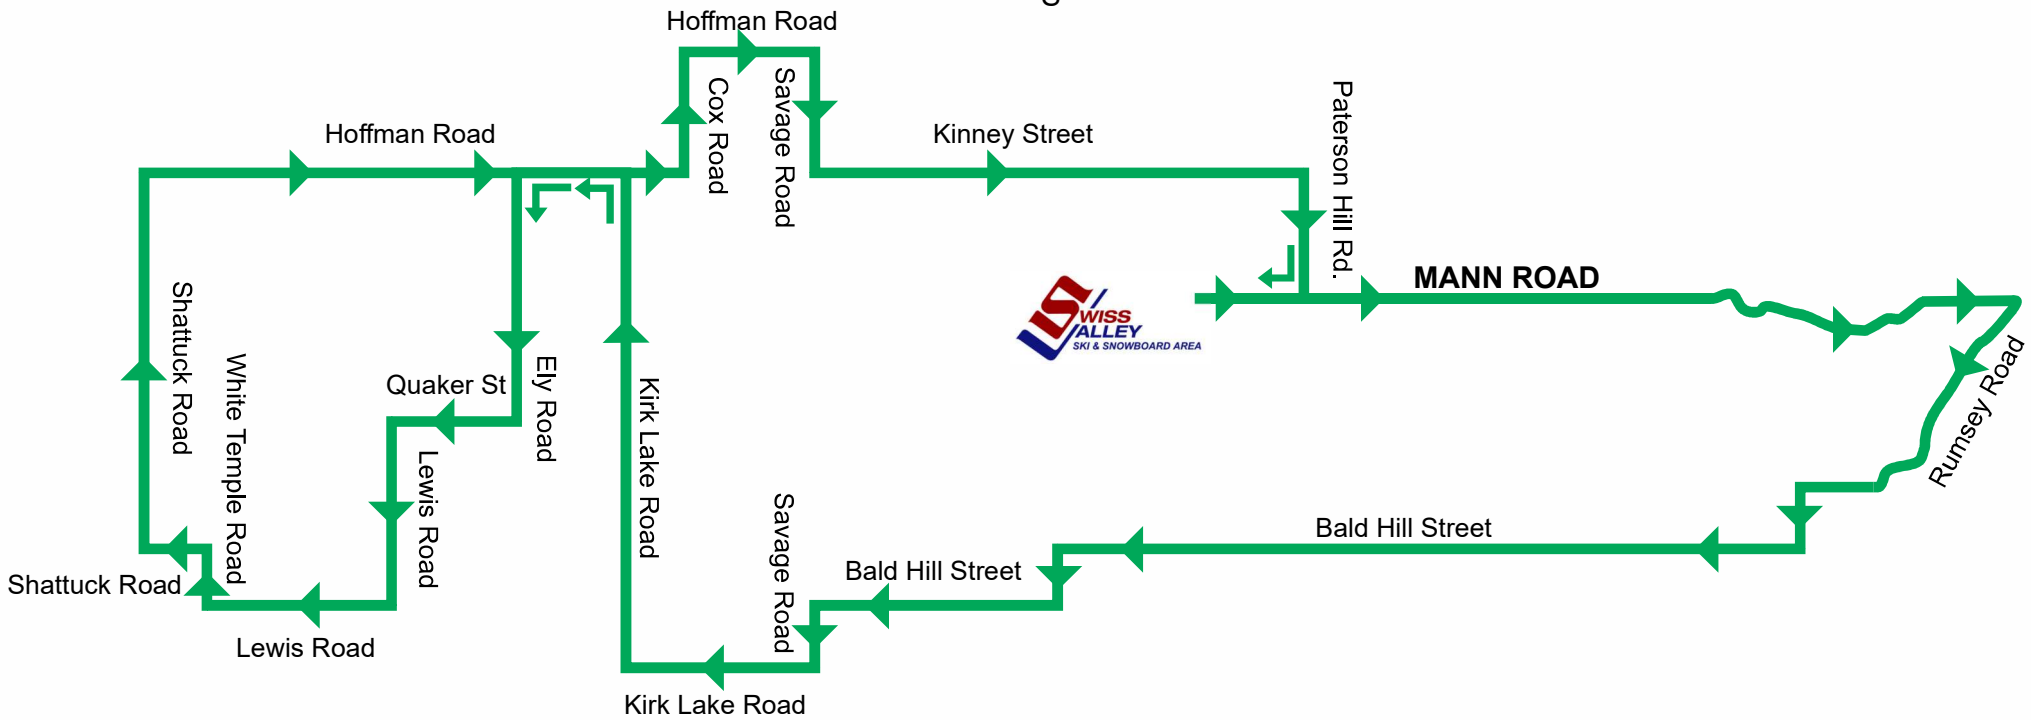 Hoffman Road
Hoffman Road
Cox Road
Savage Road
Kinney Street
Paterson Hill Rd.
MANN ROAD
WISS
ALLEY
SKI & SNOWBOARD AREA
Rumsey Road
Shattuck Road
White Temple Road
Quaker St
Ely Road
Lewis Road
Kirk Lake Road
Savage Road
Bald Hill Street
Bald Hill Street
Shattuck Road
Lewis Road
Kirk Lake Road